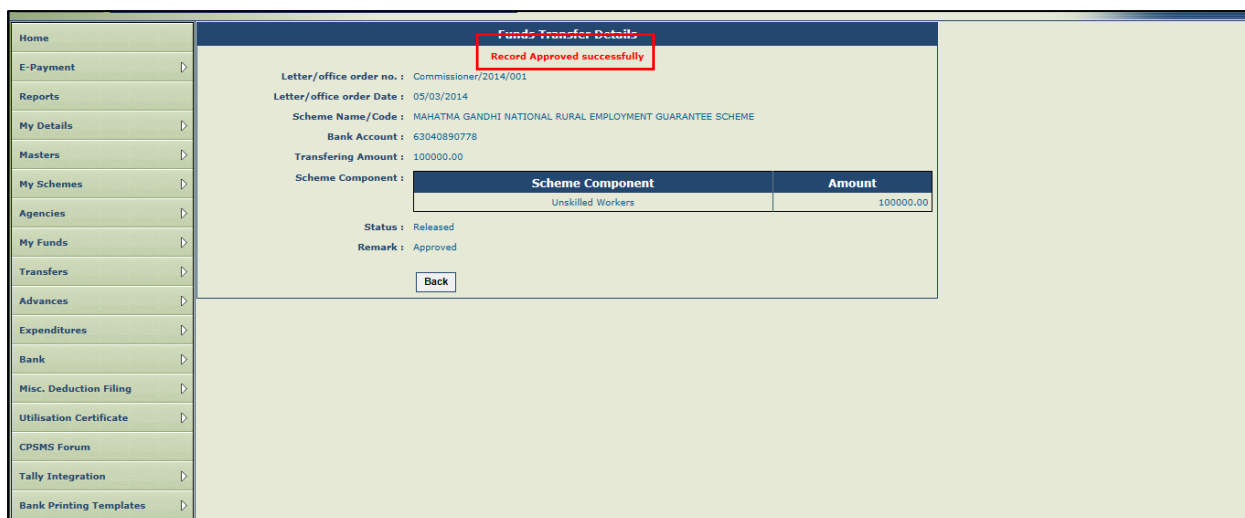 Home
E-Payment
Reports
My Details
Masters
My Schemes
Agencies
My Funds
Transfers
Advances
Expenditures
Bank
Misc. Deduction Filing
Utilisation Certificate
CPSMS Forum
Tally Integration
Bank Printing Templates
Funds Transfer Details
Record Approved successfully
Letter/office order no. : Commissioner/2014/001
Letter/office order Date : 05/03/2014
Scheme Name/Code : MAHATMA GANDHI NATIONAL RURAL EMPLOYMENT GUARANTEE SCHEME
Bank Account : 63040890778
Transfering Amount : 100000.00
Scheme Component :
Scheme Component Amount
Unskilled Workers 100000.00
Status : Released
Remark : Approved
Back